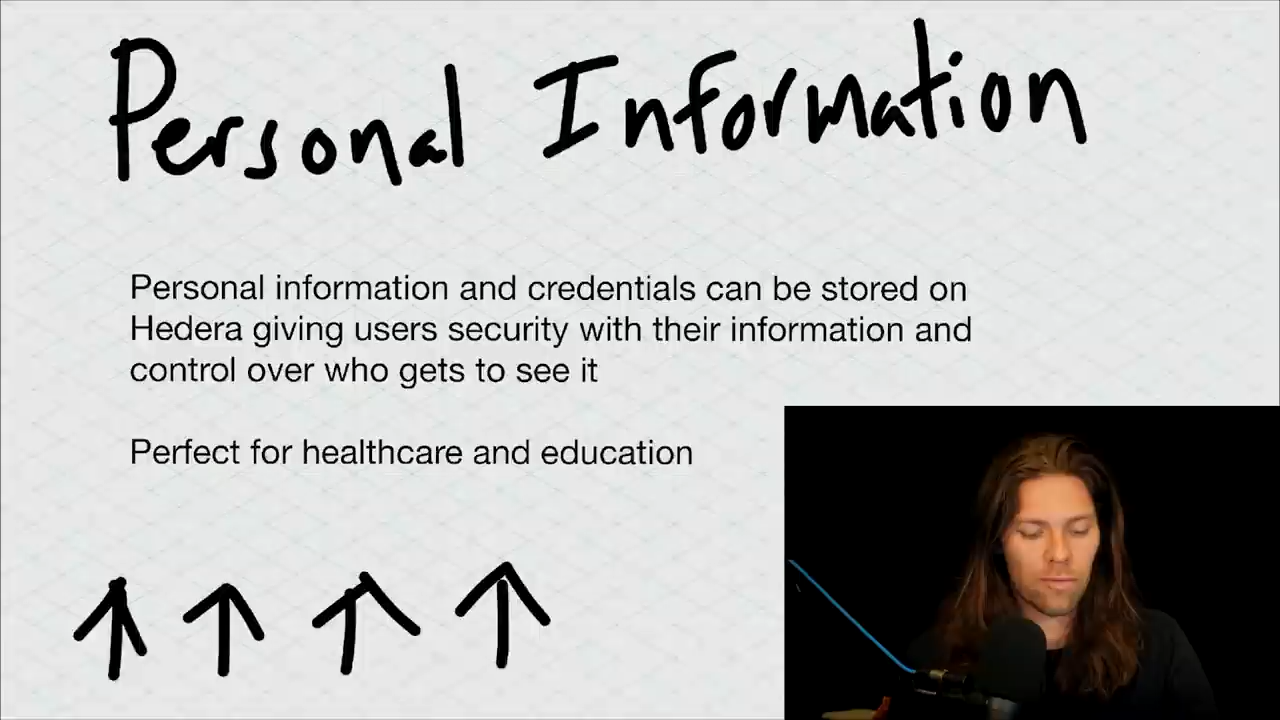 Personal Information
Personal information and credentials can be stored on
Hedera giving users security with their information and
control over who gets to see it
Perfect for healthcare and education